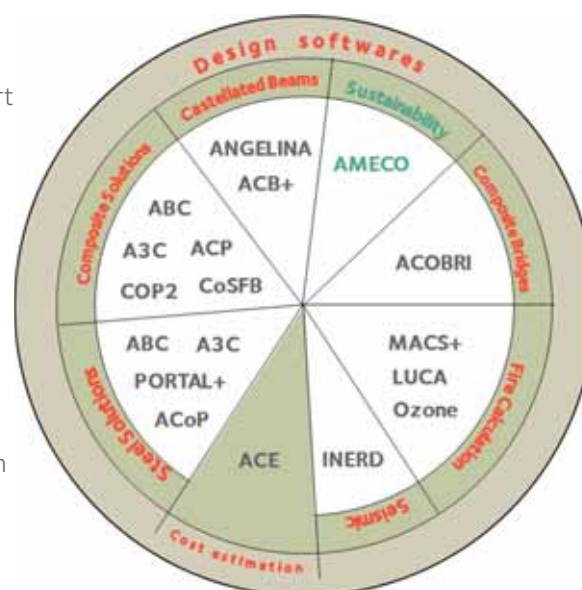 Design softwares
Castellated Beams
Sustainability
Composite Bridges
Fire Calculation
Seismic
Cost estimation
Steel Solutions
Composite Solutions
ANGELINA
ACB+
AMECO
ACOBRI
MACS+
LUCA
Ozone
INERD
ACE
ABC A3C
PORTAL+
ACoP
ABC
A3C ACP
COP2 CoSFB